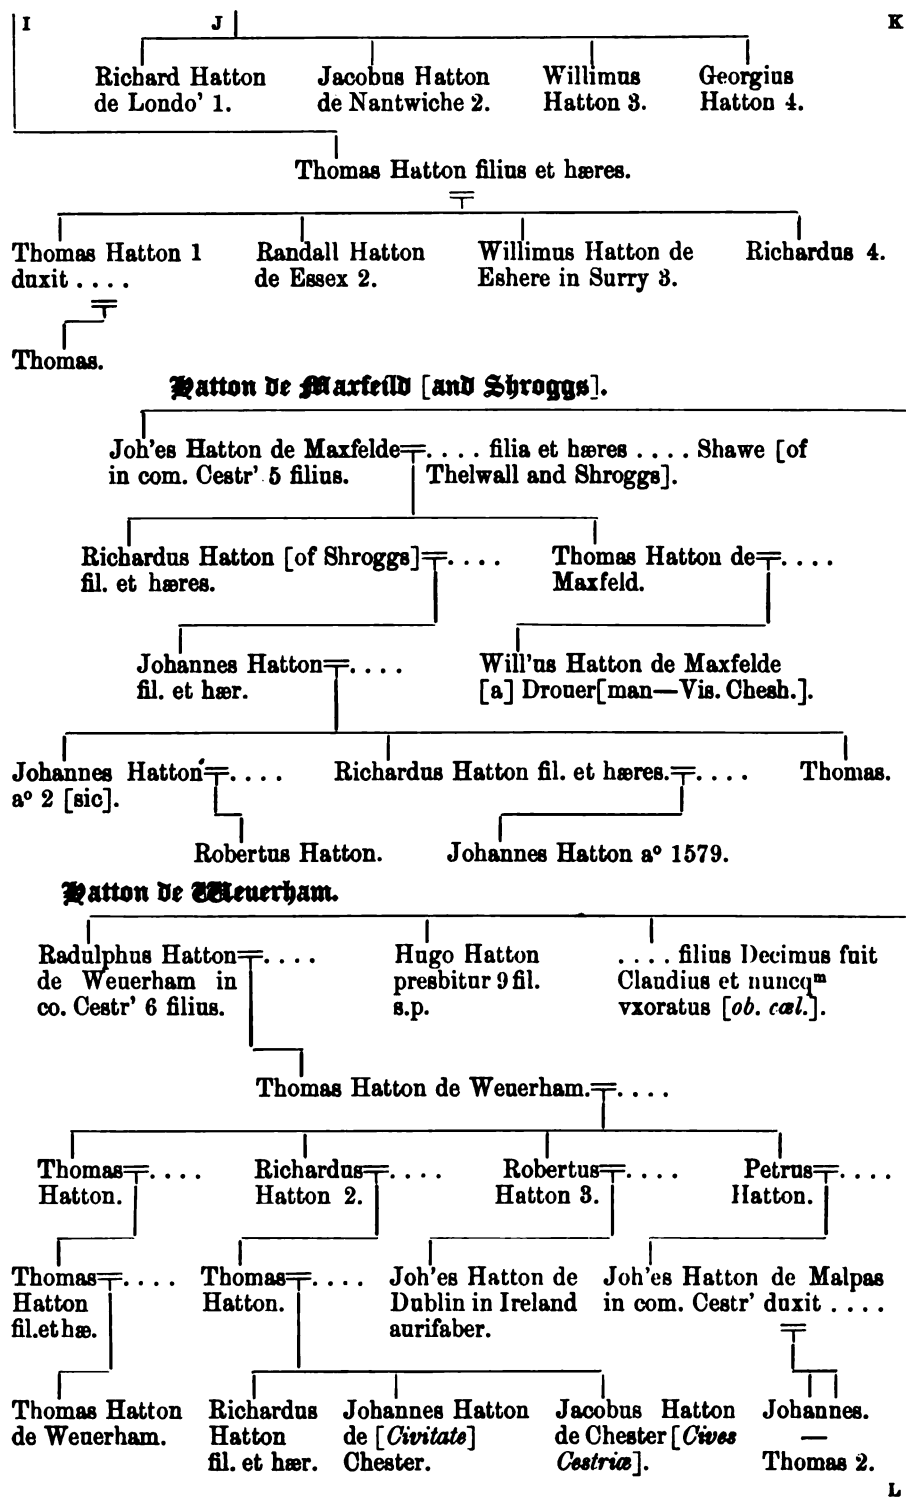 I J K
Richard Hatton Jacobus Hatton Willimus Georgius
de Londo' 1. de Nantwiche 2. Hatton 3. Hatton 4.
Thomas Hatton filius et hæres.
Thomas Hatton 1 Randall Hatton Willimus Hatton de Richardus 4.
duxit . . . . de Essex 2. Eshere in Surry 3.
Thomas.
Hatton de Maxfeild [and Shroggs].
Joh'es Hatton de Maxfelde . . . . filia et hæres . . . . Shawe [of
in com. Cestr' 5 filius. Thelwall and Shroggs].
Richardus Hatton [of Shroggs] . . . . Thomas Hatton de . . . .
fil. et hæres. Maxfeld.
Johannes Hatton . . . . Will'us Hatton de Maxfelde
fil. et hær. [a] Drouer[man—Vis. Chesh.].
Johannes Hatton . . . . Richardus Hatton fil. et hæres. . . . . Thomas.
aº 2 [sic].
Robertus Hatton. Johannes Hatton aº 1579.
Hatton de Weuerham.
Radulphus Hatton . . . . Hugo Hatton . . . . filius Decimus fuit
de Weuerham in presbitur 9 fil. Claudius et nuncqᵐ
co. Cestr' 6 filius. s.p. vxoratus [ob. cæl.].
Thomas Hatton de Weuerham. . . . .
Thomas . . . . Richardus . . . . Robertus . . . . Petrus . . . .
Hatton. Hatton 2. Hatton 3. Hatton.
Thomas . . . . Thomas . . . . Joh'es Hatton de Joh'es Hatton de Malpas
Hatton Hatton. Dublin in Ireland in com. Cestr' duxit . . . .
fil. et hæ. aurifaber.
Thomas Hatton Richardus Johannes Hatton Jacobus Hatton Johannes.
de Weuerham. Hatton de [Civitate] de Chester [Cives —
fil. et hær. Chester. Cestriæ]. Thomas 2.
L